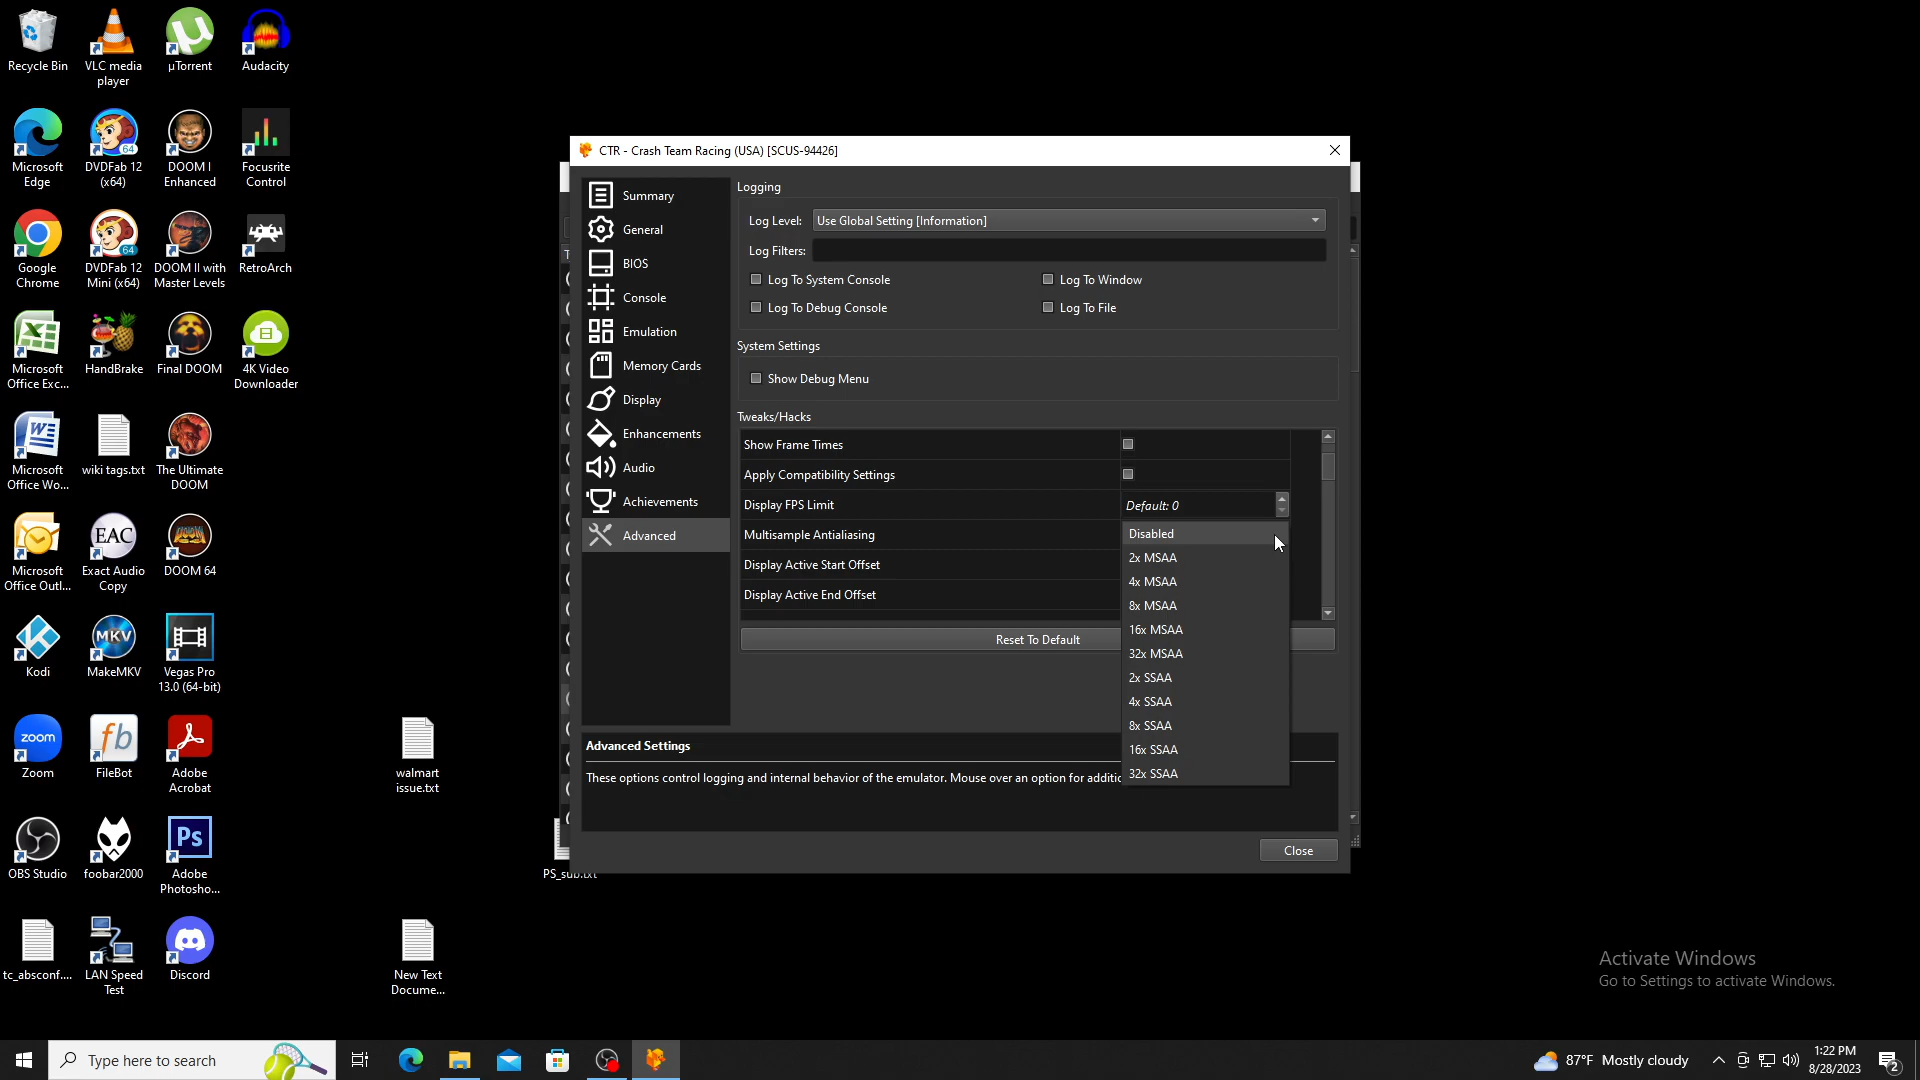 Recycle Bin
VLC media
player
µTorrent
Audacity
Microsoft
Edge
DVDFab 12
(x64)
DOOM I
Enhanced
Focusrite
Control
Google
Chrome
DVDFab 12
Mini (x64)
DOOM II with
Master Levels
RetroArch
Microsoft
Office Exc...
HandBrake
Final DOOM
4K Video
Downloader
Microsoft
Office Wo...
wiki tags.txt
The Ultimate
DOOM
Microsoft
Office Outl...
EAC
Exact Audio
Copy
DOOM 64
Kodi
MKV
MakeMKV
Vegas Pro
13.0 (64-bit)
zoom
Zoom
fb
FileBot
Adobe
Acrobat
walmart
issue.txt
OBS Studio
foobar2000
Ps
Adobe
Photosho...
PS_sub.txt
tc_absconf....
LAN Speed
Test
Discord
New Text
Docume...
CTR - Crash Team Racing (USA) [SCUS-94426]
Summary
General
BIOS
Console
Emulation
Memory Cards
Display
Enhancements
Audio
Achievements
Advanced
Logging
Log Level:
Use Global Setting [Information]
Log Filters:
Log To System Console
Log To Window
Log To Debug Console
Log To File
System Settings
Show Debug Menu
Tweaks/Hacks
Show Frame Times
Apply Compatibility Settings
Display FPS Limit
Default: 0
Multisample Antialiasing
Display Active Start Offset
Display Active End Offset
Disabled
2x MSAA
4x MSAA
8x MSAA
16x MSAA
32x MSAA
2x SSAA
4x SSAA
8x SSAA
16x SSAA
32x SSAA
Reset To Default
Advanced Settings
These options control logging and internal behavior of the emulator. Mouse over an option for additic
Close
Activate Windows
Go to Settings to activate Windows.
Type here to search
87°F Mostly cloudy
1:22 PM
8/28/2023
2